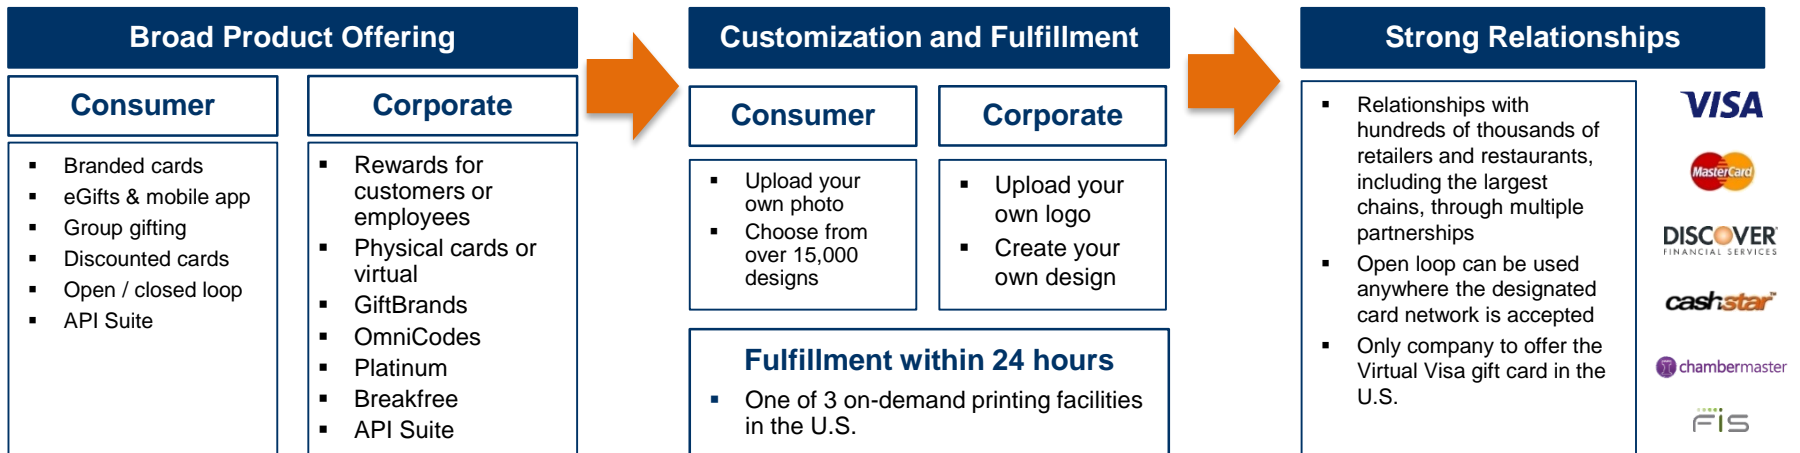 Broad Product Offering
Consumer
▪ Branded cards
▪ eGifts & mobile app
▪ Group gifting
▪ Discounted cards
▪ Open / closed loop
▪ API Suite
Corporate
▪ Rewards for
customers or
employees
▪ Physical cards or
virtual
▪ GiftBrands
▪ OmniCodes
▪ Platinum
▪ Breakfree
▪ API Suite
Customization and Fulfillment
Consumer
▪ Upload your
own photo
▪ Choose from
over 15,000
designs
Corporate
▪ Upload your
own logo
▪ Create your
own design
Fulfillment within 24 hours
▪ One of 3 on-demand printing facilities
in the U.S.
Strong Relationships
▪ Relationships with
hundreds of thousands of
retailers and restaurants,
including the largest
chains, through multiple
partnerships
▪ Open loop can be used
anywhere the designated
card network is accepted
▪ Only company to offer the
Virtual Visa gift card in the
U.S.
VISA
MasterCard
DISCOVER
FINANCIAL SERVICES
cashstar™
chambermaster
FIS